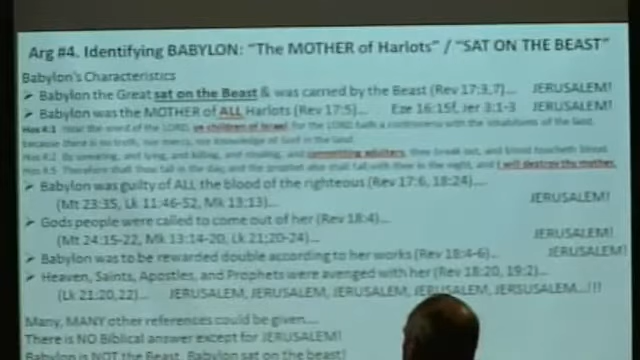 Arg #4. Identifying BABYLON: "The MOTHER of Harlots" / "SAT ON THE BEAST"
Babylon's Characteristics
➢ Babylon the Great sat on the Beast & was carried by the Beast (Rev 17:3,7)... JERUSALEM!
➢ Babylon was the MOTHER of ALL Harlots (Rev 17:5)... Eze 16:15f, Jer 3:1-3 JERUSALEM!
Hos 4:1 Hear the word of the LORD, ye children of Israel, for the LORD hath a controversy with the inhabitants of the land,
because there is no truth, nor mercy, nor knowledge of God in the land.
Hos 4:2 By swearing, and lying, and killing, and stealing, and committing adultery, they break out, and blood toucheth blood.
Hos 4:5 Therefore shalt thou fall in the day, and the prophet also shall fall with thee in the night, and I will destroy thy mother.
➢ Babylon was guilty of ALL the blood of the righteous (Rev 17:6, 18:24)....
(Mt 23:35, Lk 11:46-52, Mk 13:13)... JERUSALEM!
➢ Gods people were called to come out of her (Rev 18:4)...
(Mt 24:15-22, Mk 13:14-20, Lk 21:20-24)... JERUSALEM!
➢ Babylon was to be rewarded double according to her works (Rev 18:4-6)... JERUSALEM!
➢ Heaven, Saints, Apostles, and Prophets were avenged with her (Rev 18:20, 19:2)...
(Lk 21:20,22)... JERUSALEM, JERUSALEM, JERUSALEM, JERUSALEM, JERSUSALEM...!!!
Many, MANY other references could be given....
There is NO Biblical answer except for JERUSALEM!
Babylon is NOT the Beast, Babylon sat on the beast!